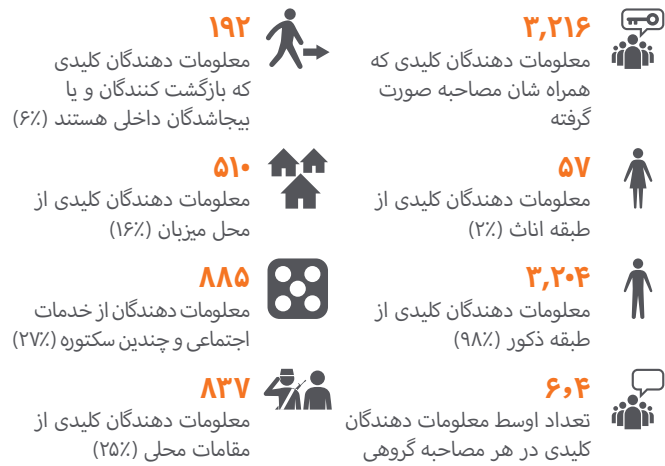 ۳,۲۱۶
معلومات دهندگان کلیدی که
همراه شان مصاحبه صورت
گرفته
۵۷
معلومات دهندگان کلیدی از
طبقه اناث (۲٪)
۳,۲۰۴
معلومات دهندگان کلیدی از
طبقه ذکور (۹۸٪)
۶,۴
تعداد اوسط معلومات دهندگان
کلیدی در هر مصاحبه گروهی
۱۹۲
معلومات دهندگان کلیدی
که بازگشت کنندگان و یا
بیجاشدگان داخلی هستند (۶٪)
۵۱۰
معلومات دهندگان کلیدی از
محل میزبان (۱۶٪)
۸۸۵
معلومات دهندگان از خدمات
اجتماعی و چندین سکتوره (۲۷٪)
۸۳۷
معلومات دهندگان کلیدی از
مقامات محلی (۲۵٪)